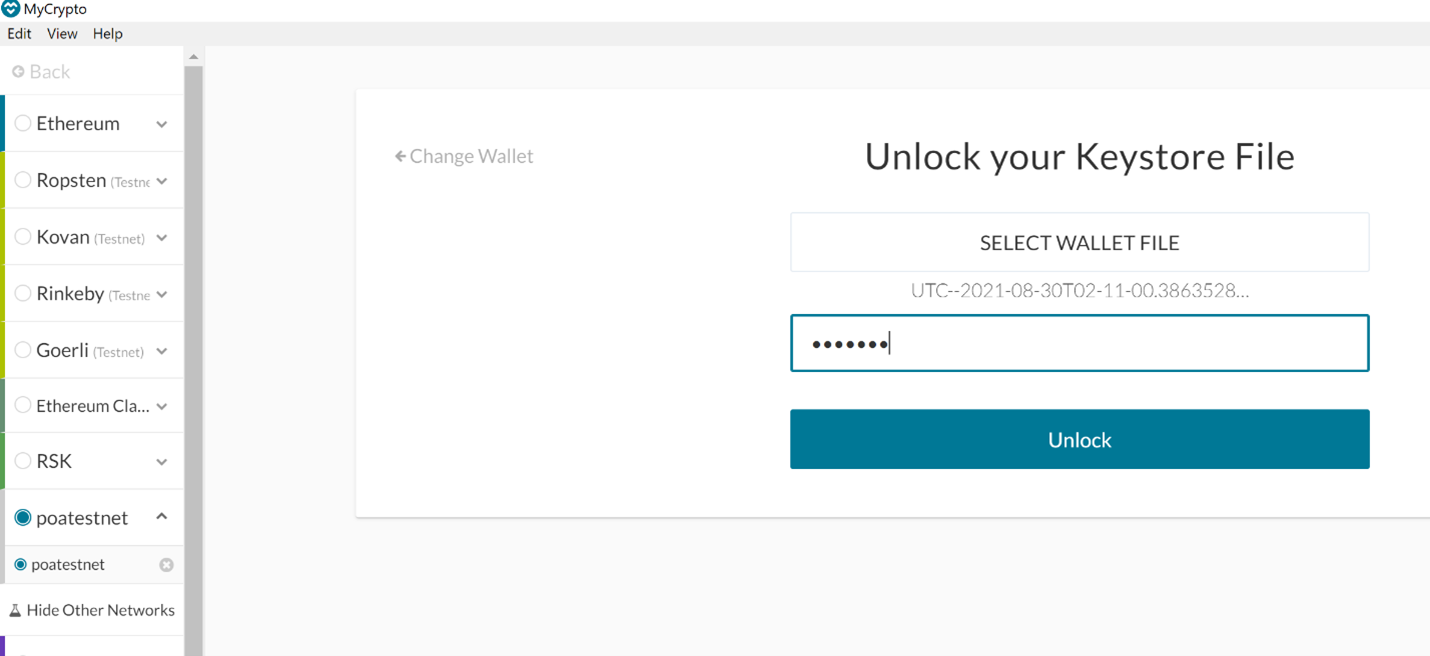 MyCrypto
Edit View Help
Back
Ethereum
Ropsten (Testne
Kovan (Testnet)
Rinkeby (Testne
Goerli (Testnet)
Ethereum Cla...
RSK
poatestnet
poatestnet
Hide Other Networks
Change Wallet
Unlock your Keystore File
SELECT WALLET FILE
UTC--2021-08-30T02-11-00.3863528...
•••••••
Unlock